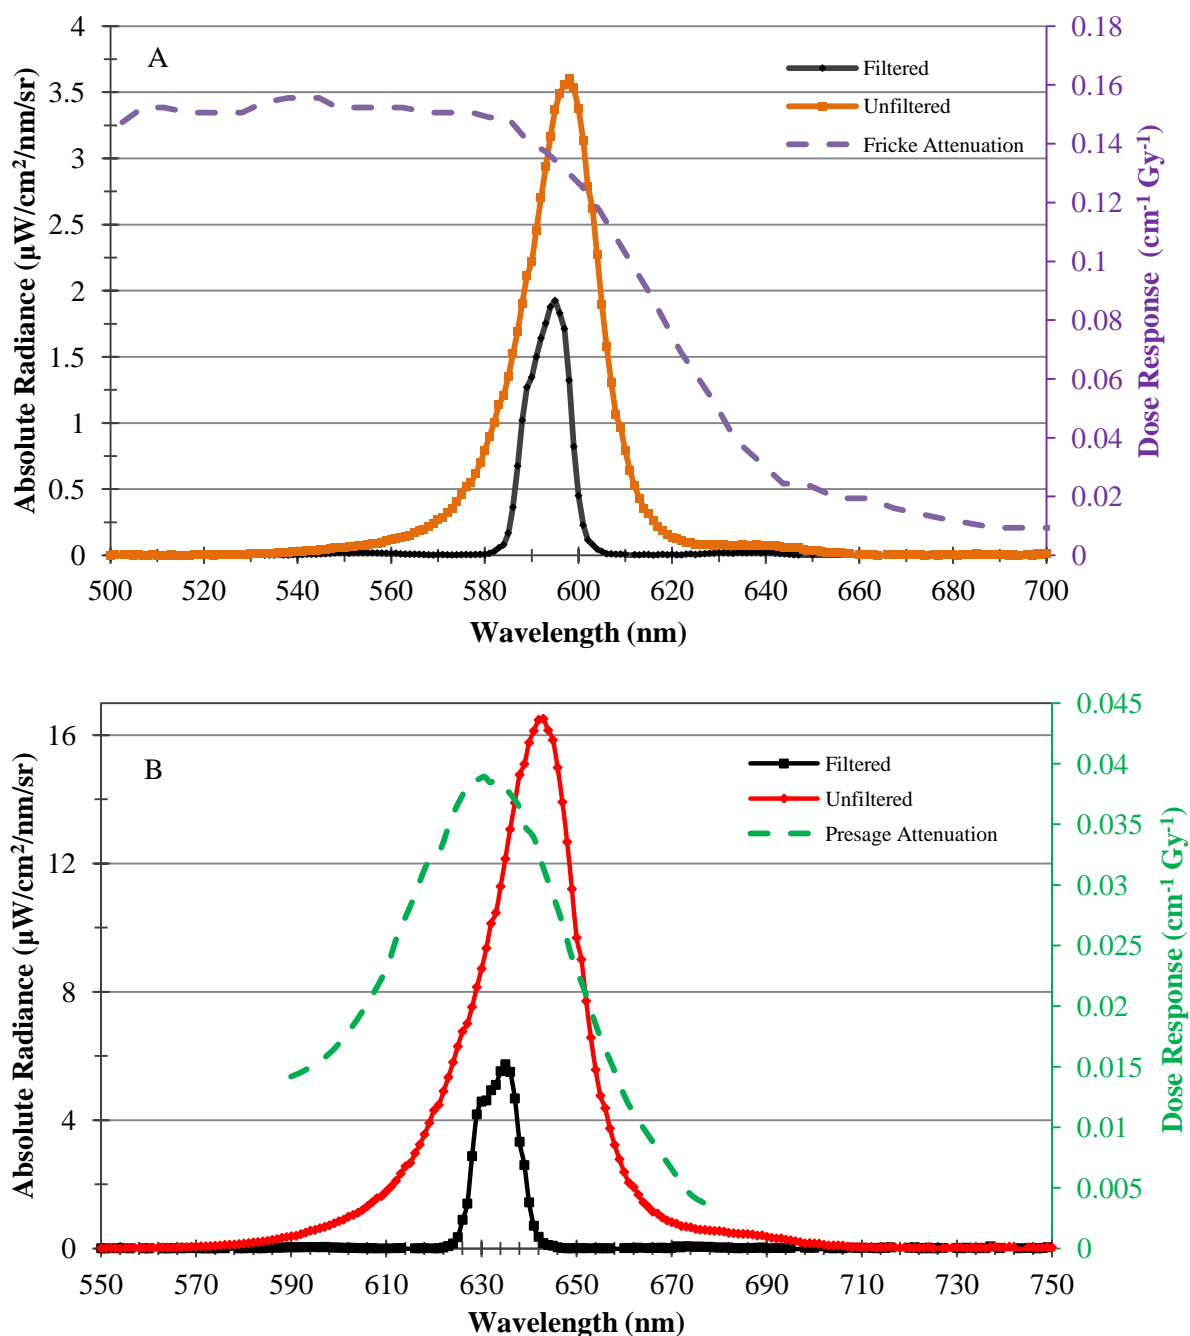 A
4
3.5
3
2.5
2
1.5
1
0.5
0
Absolute Radiance (µW/cm²/nm/sr)
Filtered
Unfiltered
Fricke Attenuation
0.18
0.16
0.14
0.12
0.1
0.08
0.06
0.04
0.02
0
Dose Response (cm⁻¹ Gy⁻¹)
500 520 540 560 580 600 620 640 660 680 700
Wavelength (nm)
B
16
12
8
4
0
Absolute Radiance (µW/cm²/nm/sr)
Filtered
Unfiltered
Presage Attenuation
0.045
0.04
0.035
0.03
0.025
0.02
0.015
0.01
0.005
0
Dose Response (cm⁻¹ Gy⁻¹)
550 570 590 610 630 650 670 690 710 730 750
Wavelength (nm)